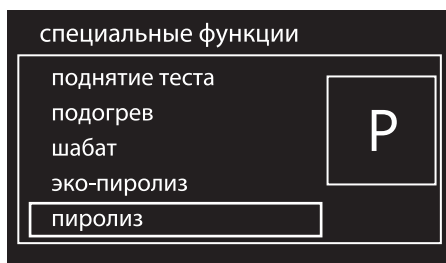 специальные функции
поднятие теста
подогрев
шабат
эко-пиролиз
пиролиз
P